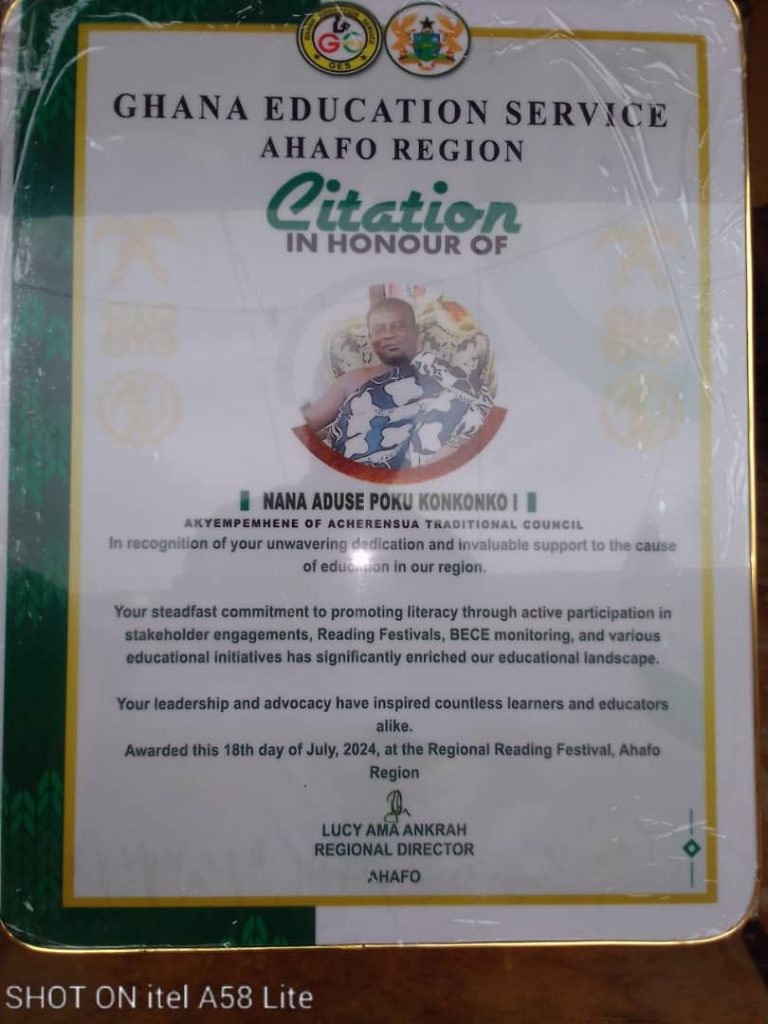 GES
GHANA EDUCATION SERVICE
AHAFO REGION
Citation
IN HONOUR OF
NANA ADUSE POKU KONKONKO I
AKYEMPEMHENE OF ACHERENSUA TRADITIONAL COUNCIL
In recognition of your unwavering dedication and invaluable support to the cause
of education in our region.
Your steadfast commitment to promoting literacy through active participation in
stakeholder engagements, Reading Festivals, BECE monitoring, and various
educational initiatives has significantly enriched our educational landscape.
Your leadership and advocacy have inspired countless learners and educators
alike.
Awarded this 18th day of July, 2024, at the Regional Reading Festival, Ahafo
Region
LUCY AMA ANKRAH
REGIONAL DIRECTOR
AHAFO
SHOT ON itel A58 Lite